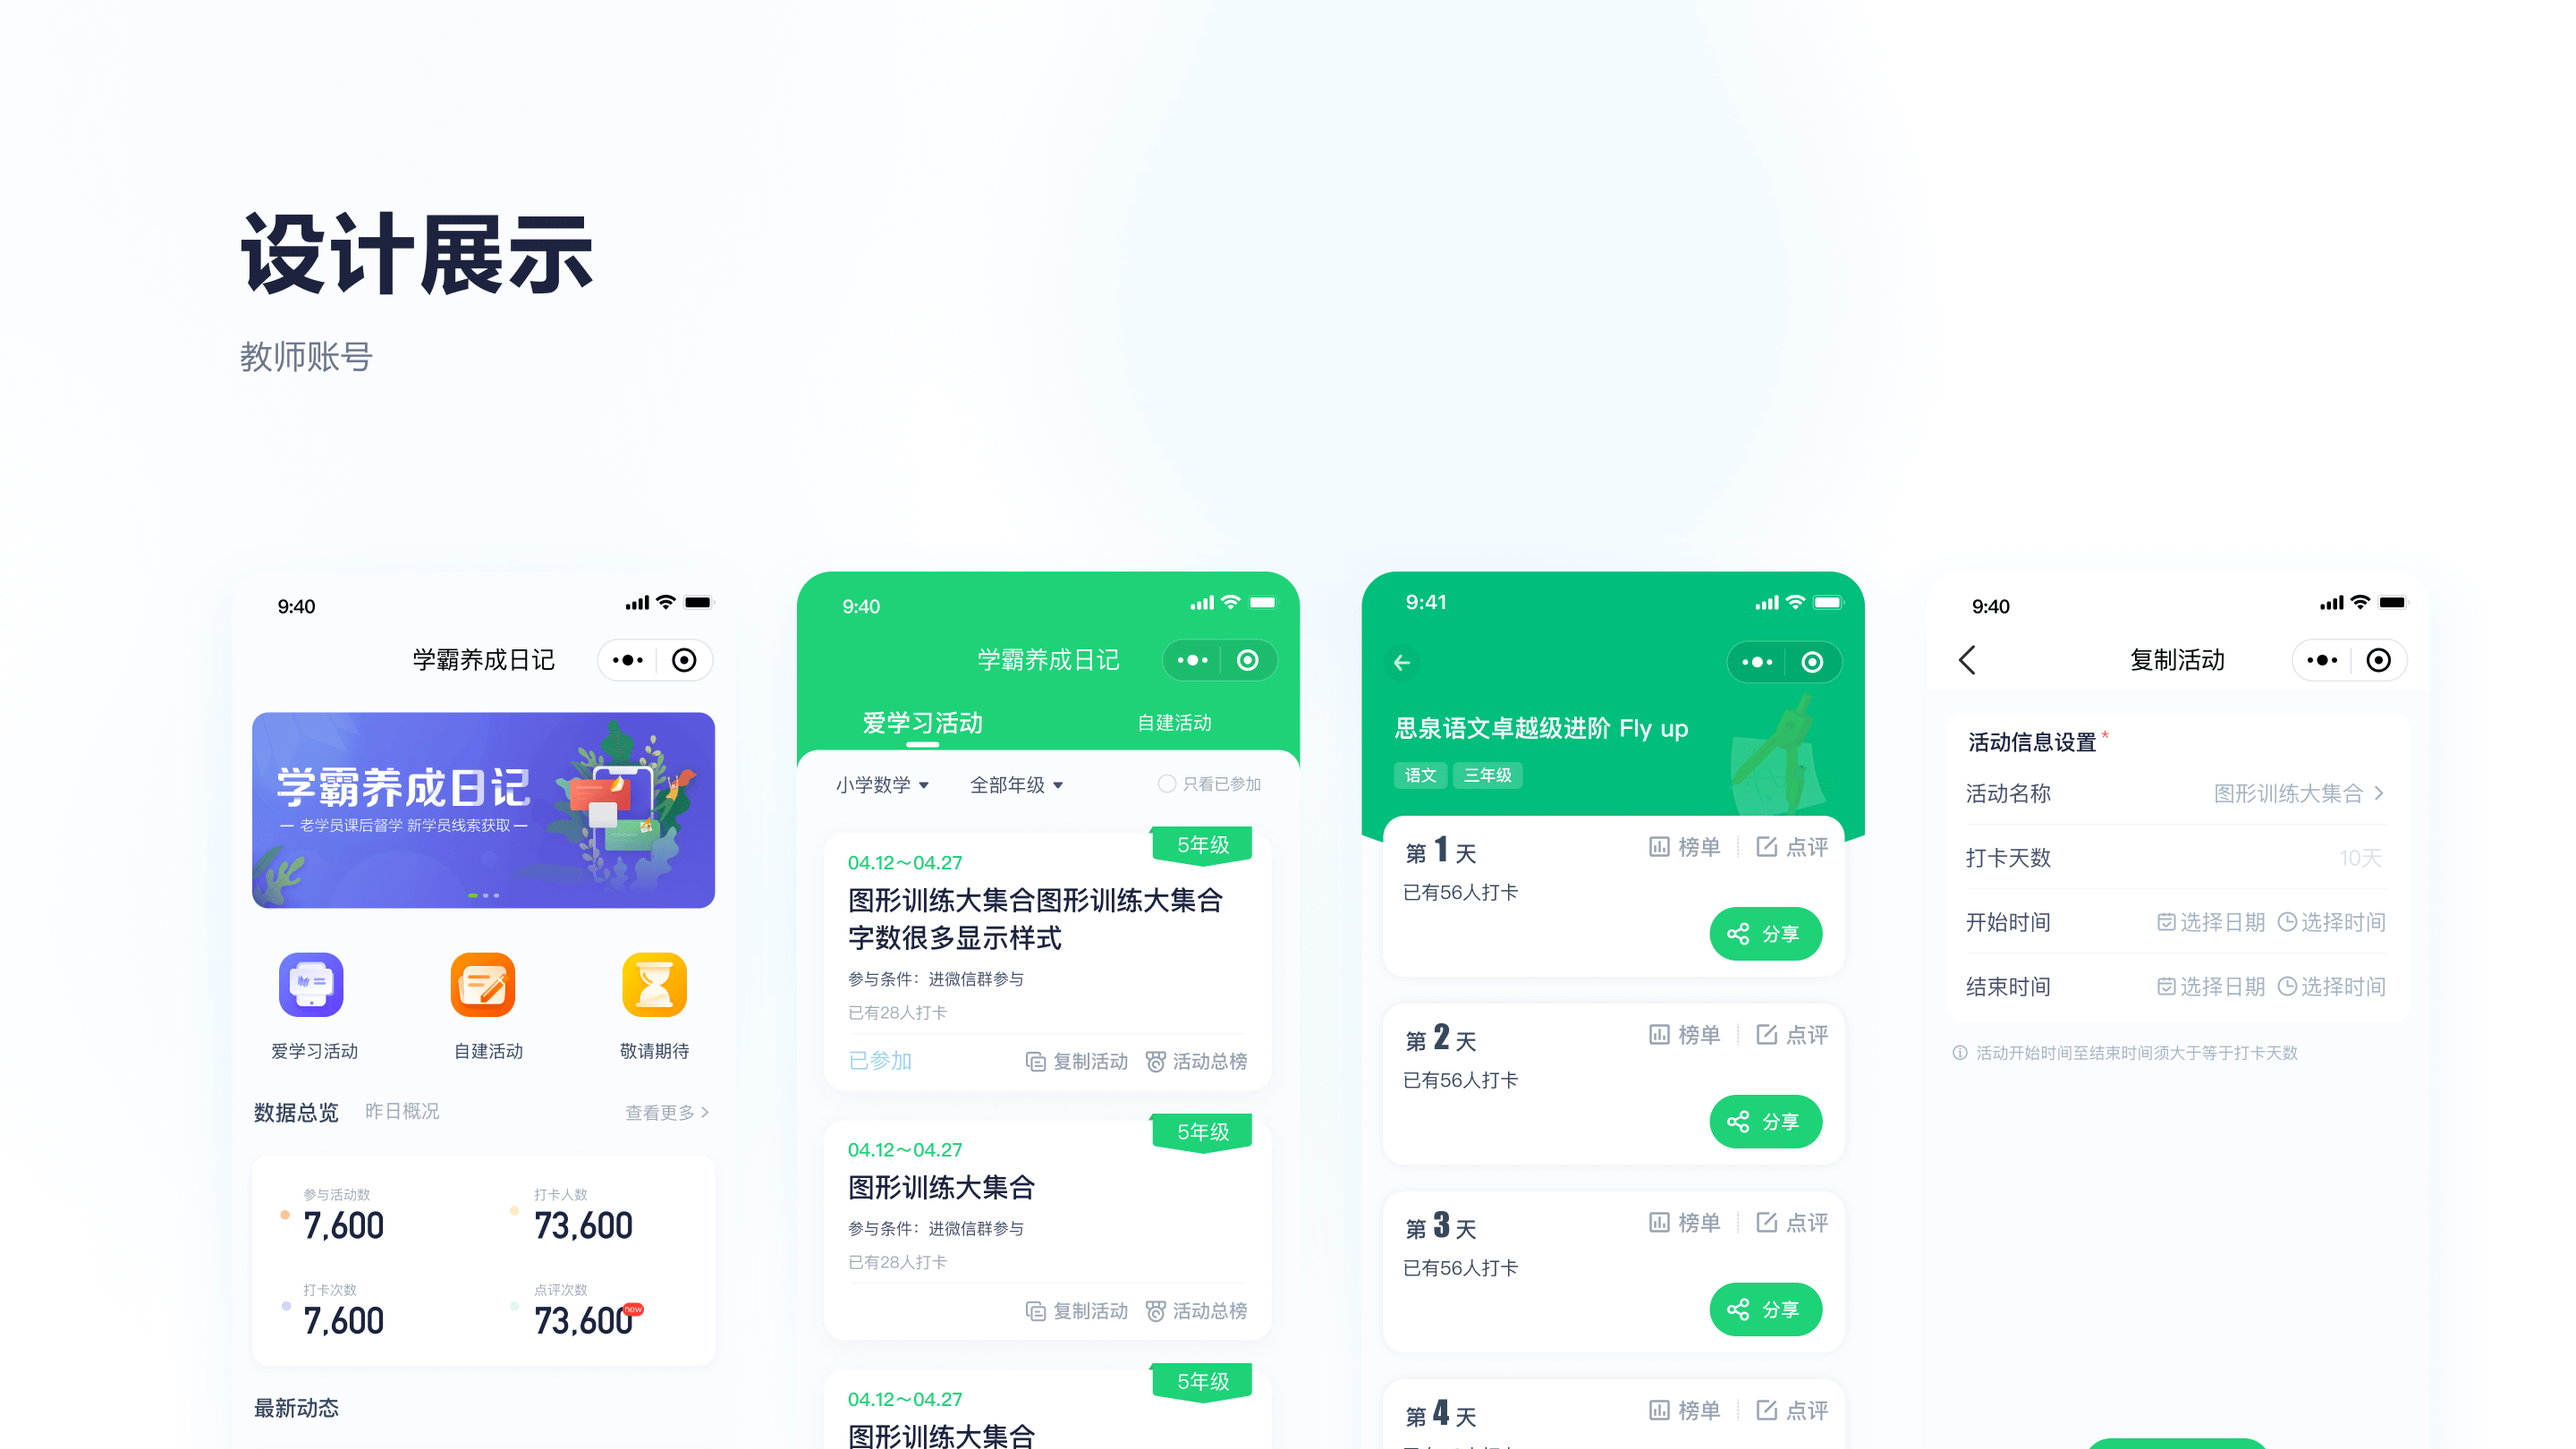 设计展示
教师账号
9:40
学霸养成日记
学霸养成日记
老学员课后督学 新学员线索获取
爱学习活动
自建活动
敬请期待
数据总览
昨日概况
查看更多
参与活动数
7,600
打卡人数
73,600
打卡次数
7,600
点评次数
73,600
new
最新动态
9:40
学霸养成日记
爱学习活动
自建活动
小学数学
全部年级
只看已参加
5年级
04.12～04.27
图形训练大集合图形训练大集合
字数很多显示样式
参与条件：进微信群参与
已有28人打卡
已参加
复制活动
活动总榜
5年级
04.12～04.27
图形训练大集合
参与条件：进微信群参与
已有28人打卡
复制活动
活动总榜
5年级
04.12～04.27
图形训练大集合
9:41
思泉语文卓越级进阶 Fly up
语文
三年级
第 1 天
榜单
点评
已有56人打卡
分享
第 2 天
榜单
点评
已有56人打卡
分享
第 3 天
榜单
点评
已有56人打卡
分享
第 4 天
榜单
点评
9:40
复制活动
活动信息设置 *
活动名称
图形训练大集合
打卡天数
10天
开始时间
选择日期
选择时间
结束时间
选择日期
选择时间
活动开始时间至结束时间须大于等于打卡天数